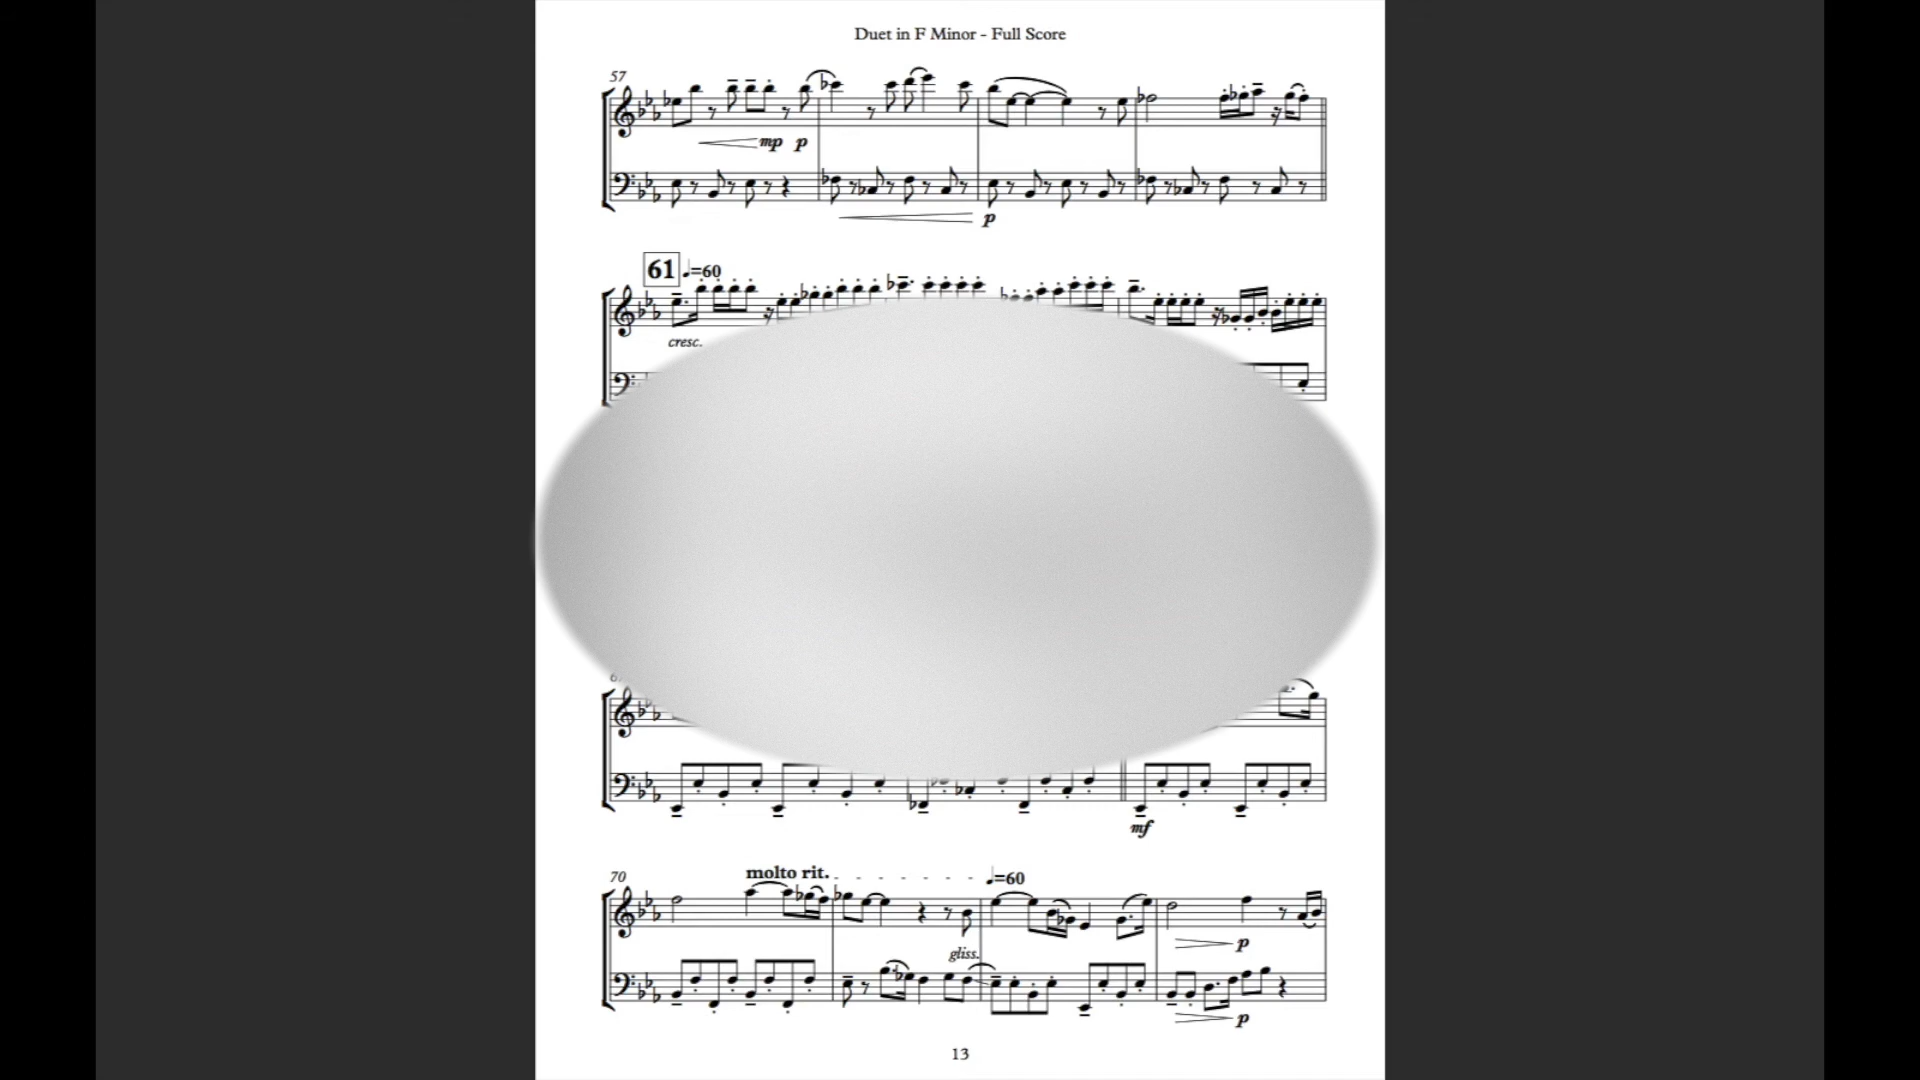 Duet in F Minor - Full Score
57
mp p
p
61 ♩=60
cresc.
mf
70 molto rit. ♩=60
gliss.
p
p
13